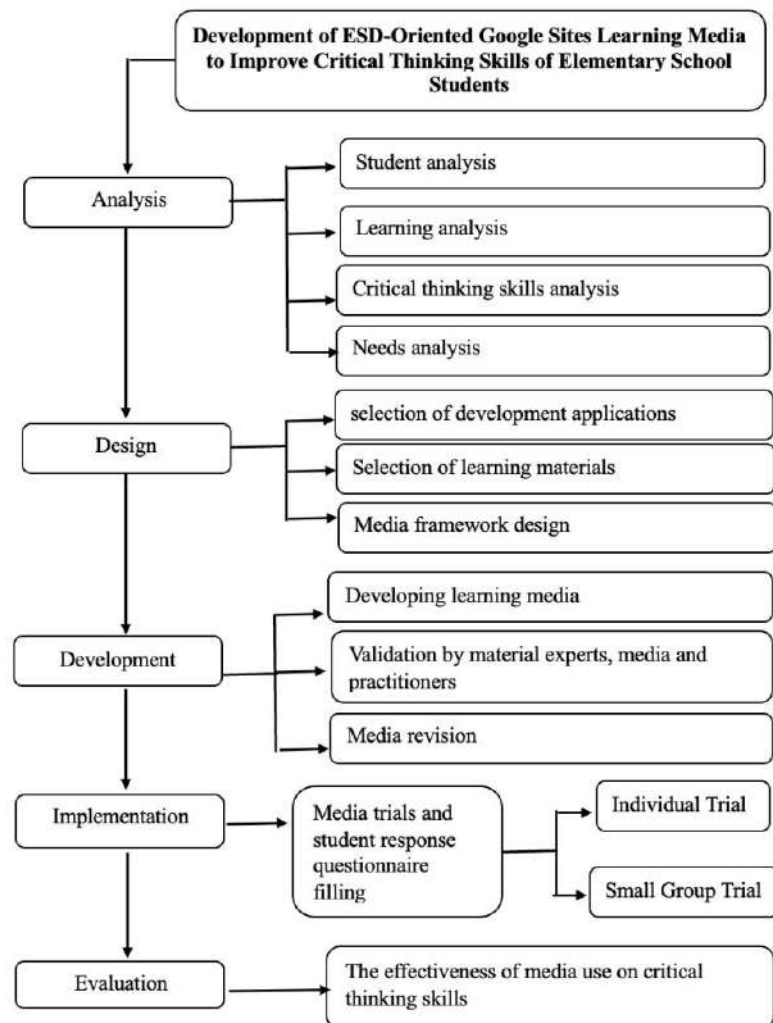 Development of ESD-Oriented Google Sites Learning Media
to Improve Critical Thinking Skills of Elementary School
Students
Analysis
Student analysis
Learning analysis
Critical thinking skills analysis
Needs analysis
Design
selection of development applications
Selection of learning materials
Media framework design
Development
Developing learning media
Validation by material experts, media and
practitioners
Media revision
Implementation
Media trials and
student response
questionnaire
filling
Individual Trial
Small Group Trial
Evaluation
The effectiveness of media use on critical
thinking skills